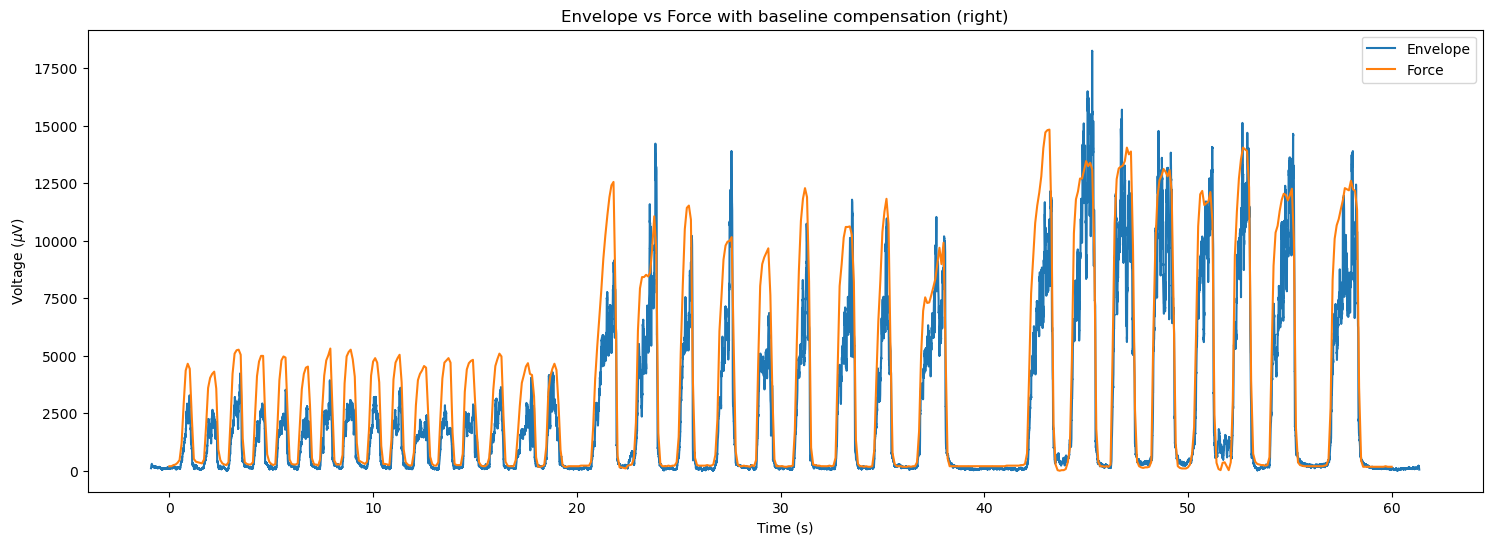 Envelope vs Force with baseline compensation (right)
Envelope
Force
Voltage (μV)
17500
15000
12500
10000
7500
5000
2500
0
0 10 20 30 40 50 60
Time (s)